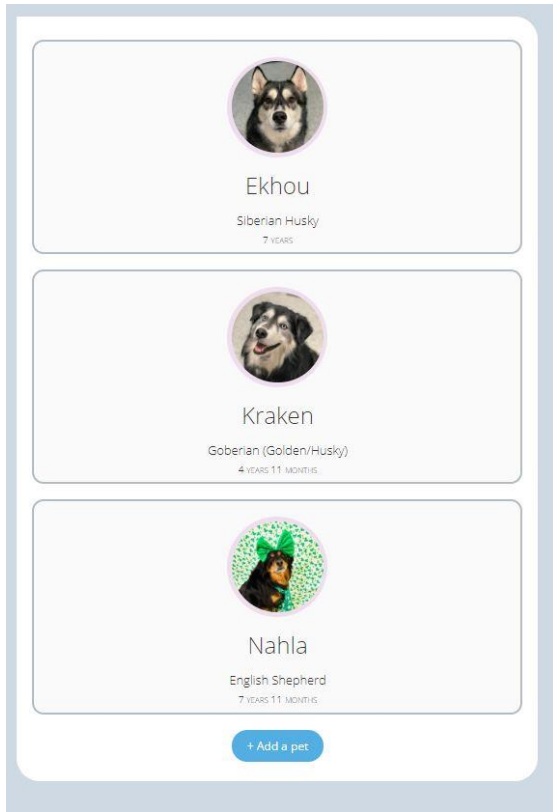 Ekhou
Siberian Husky
7 YEARS
Kraken
Goberian (Golden/Husky)
4 YEARS 11 MONTHS
Nahla
English Shepherd
7 YEARS 11 MONTHS
+ Add a pet